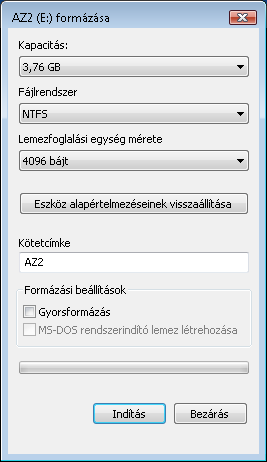 AZ2 (E:) formázása
Kapacitás:
3,76 GB
Fájlrendszer
NTFS
Lemezfoglalási egység mérete
4096 bájt
Eszköz alapértelmezéseinek visszaállítása
Kötetcímke
AZ2
Formázási beállítások
Gyorsformázás
MS-DOS rendszerindító lemez létrehozása
Indítás
Bezárás